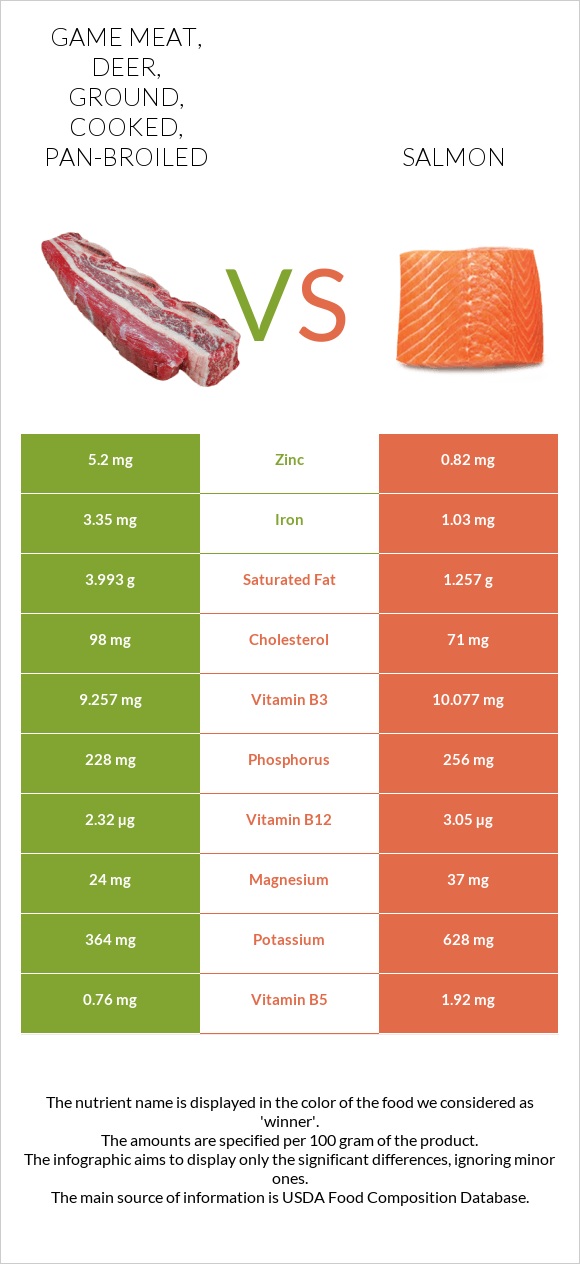 GAME MEAT,
DEER,
GROUND,
COOKED,
PAN-BROILED
SALMON
VS
5.2 mg Zinc 0.82 mg
3.35 mg Iron 1.03 mg
3.993 g Saturated Fat 1.257 g
98 mg Cholesterol 71 mg
9.257 mg Vitamin B3 10.077 mg
228 mg Phosphorus 256 mg
2.32 µg Vitamin B12 3.05 µg
24 mg Magnesium 37 mg
364 mg Potassium 628 mg
0.76 mg Vitamin B5 1.92 mg
The nutrient name is displayed in the color of the food we considered as
'winner'.
The amounts are specified per 100 gram of the product.
The infographic aims to display only the significant differences, ignoring minor
ones.
The main source of information is USDA Food Composition Database.